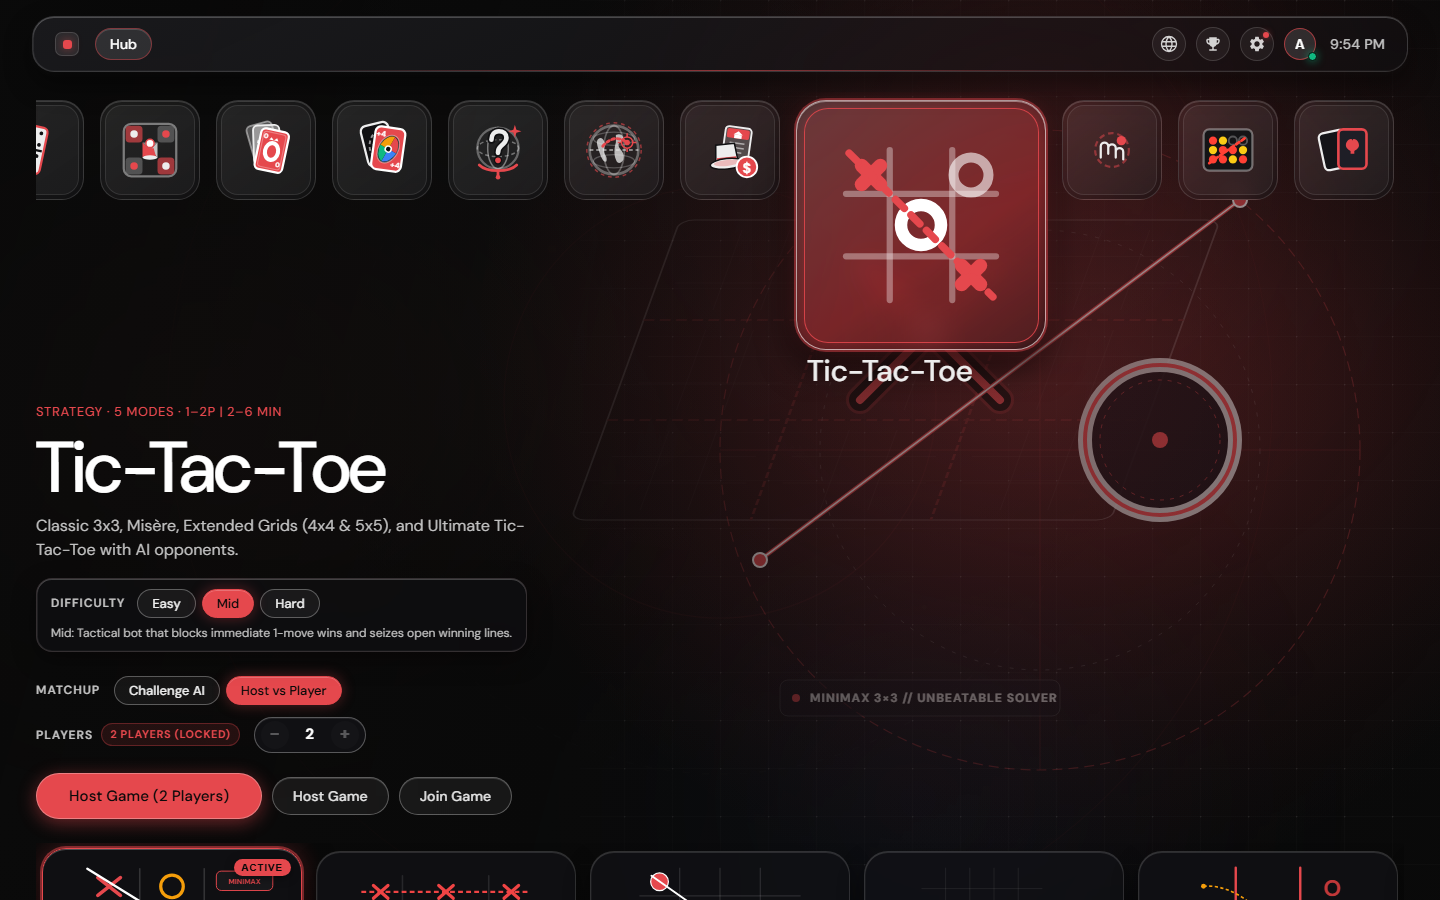 Hub
A
9:54 PM
Tic-Tac-Toe
STRATEGY · 5 MODES · 1–2P | 2–6 MIN
Tic-Tac-Toe
Classic 3x3, Misère, Extended Grids (4x4 & 5x5), and Ultimate Tic-
Tac-Toe with AI opponents.
DIFFICULTY Easy Mid Hard
Mid: Tactical bot that blocks immediate 1-move wins and seizes open winning lines.
MATCHUP Challenge AI Host vs Player
MINIMAX 3×3 // UNBEATABLE SOLVER
PLAYERS 2 PLAYERS (LOCKED) − 2 +
Host Game (2 Players) Host Game Join Game
ACTIVE
MINIMAX